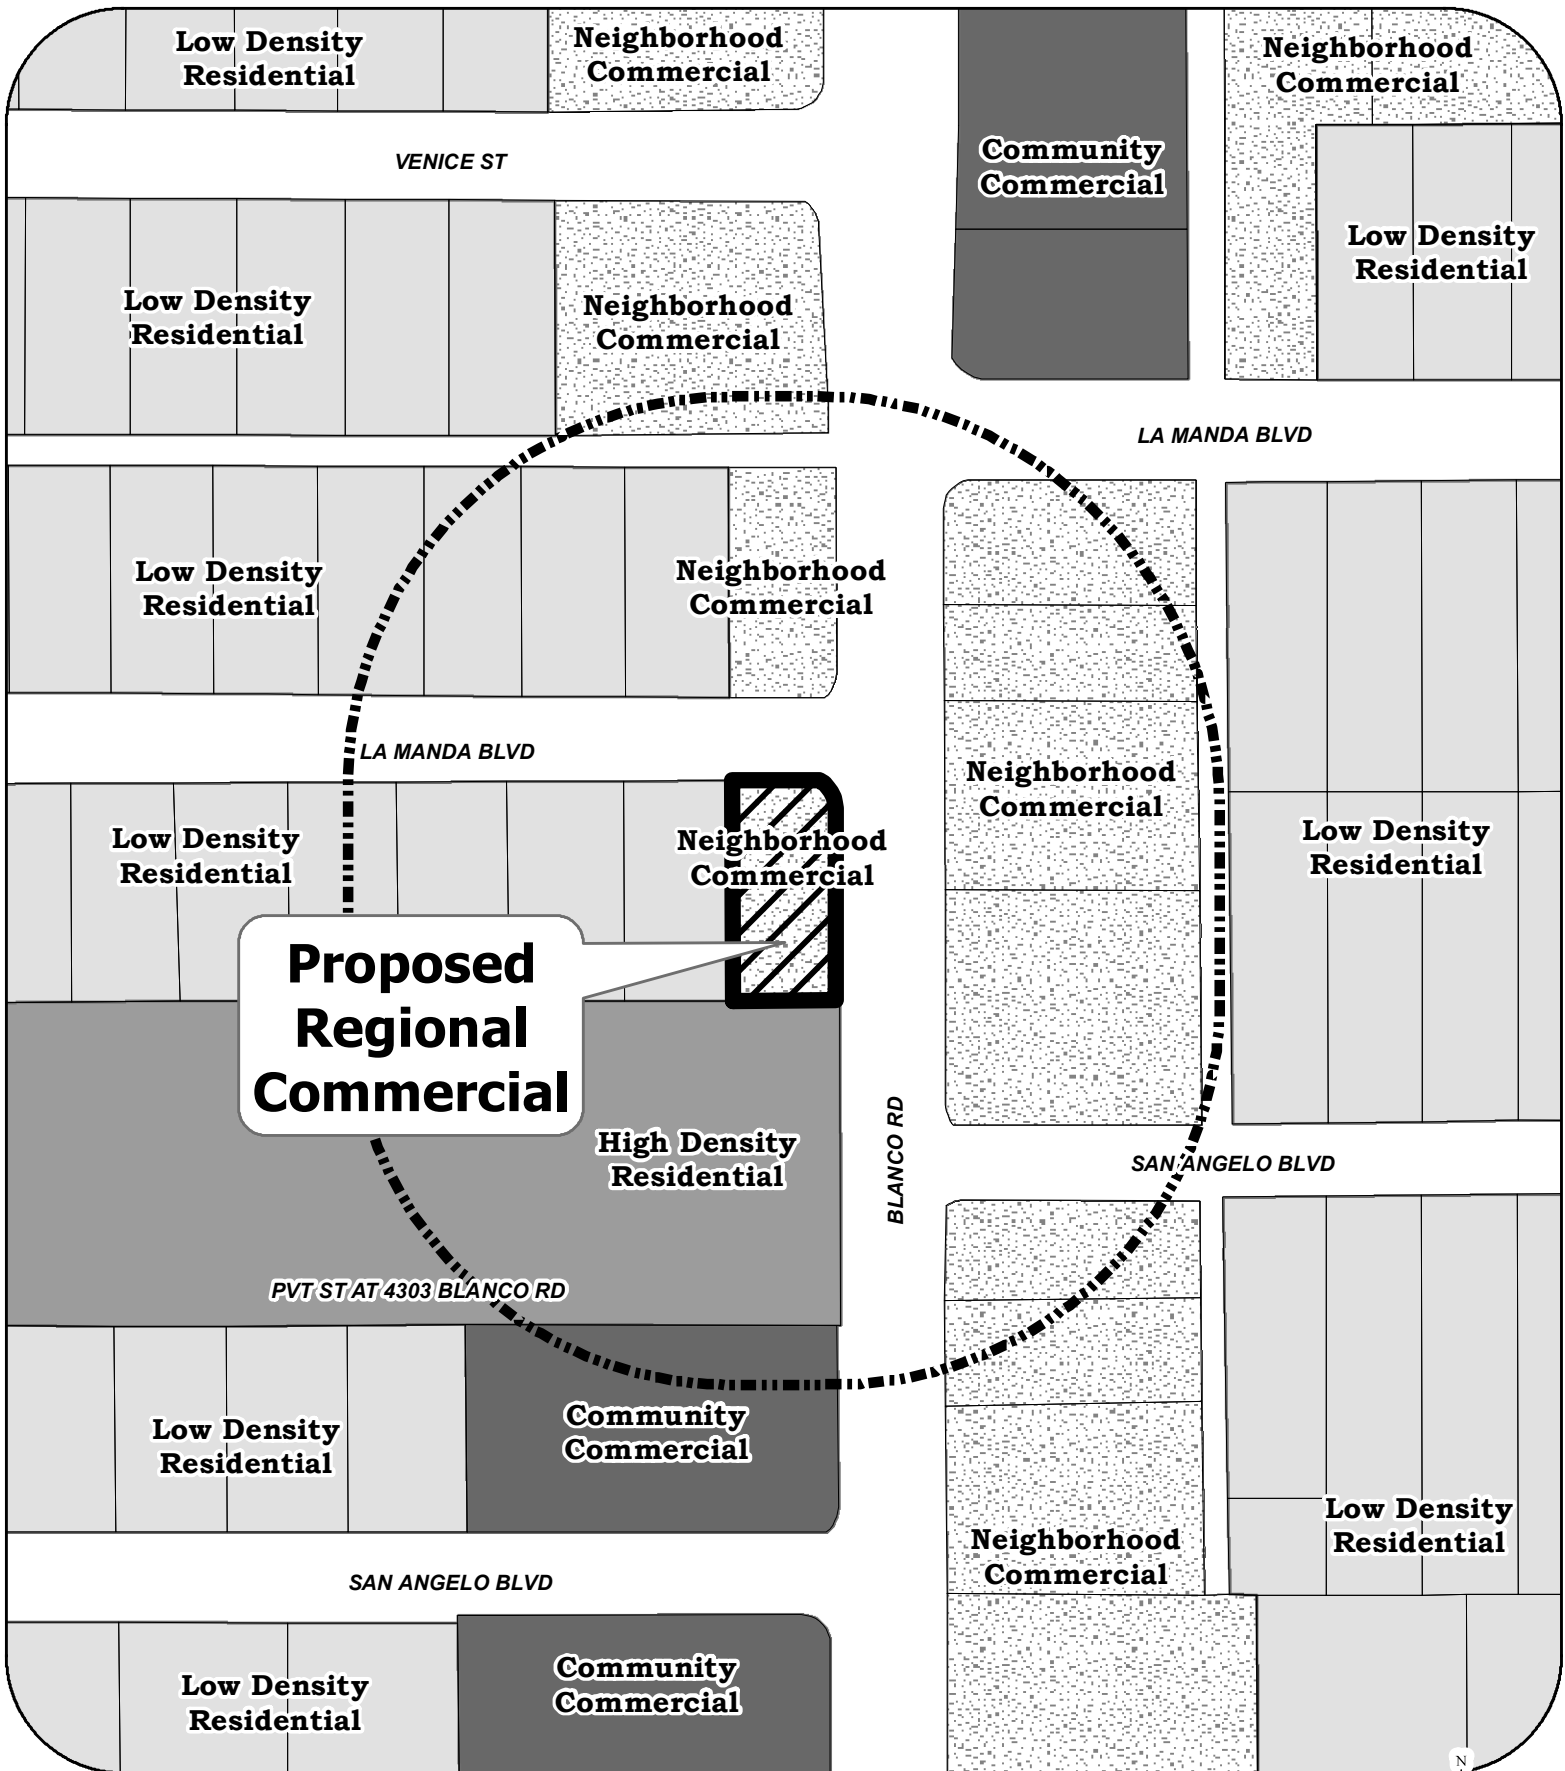 Low Density
Residential
Neighborhood
Commercial
Neighborhood
Commercial
Community
Commercial
VENICE ST
Low Density
Residential
Low Density
Residential
Neighborhood
Commercial
LA MANDA BLVD
Low Density
Residential
Neighborhood
Commercial
LA MANDA BLVD
Neighborhood
Commercial
Low Density
Residential
Neighborhood
Commercial
Low Density
Residential
Proposed
Regional
Commercial
High Density
Residential
BLANCO RD
SAN ANGELO BLVD
PVT ST AT 4303 BLANCO RD
Low Density
Residential
Community
Commercial
Neighborhood
Commercial
Low Density
Residential
SAN ANGELO BLVD
Low Density
Residential
Community
Commercial
N